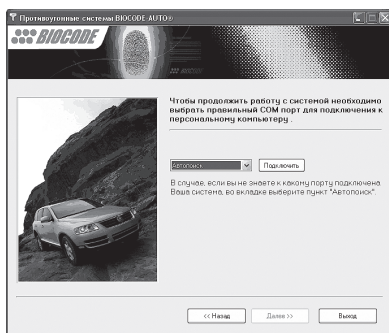 Противоугонные системы BIOCODE-AUTO®
BIOCODE
Чтобы продолжить работу с системой необходимо
выбрать правильный COM порт для подключения к
персональному компьютеру .
Автопоиск
Подключить
В случае, если вы не знаете к какому порту подключена
Ваша система, во вкладке выберите пункт "Автопоиск".
<< Назад
Далее >>
Выход